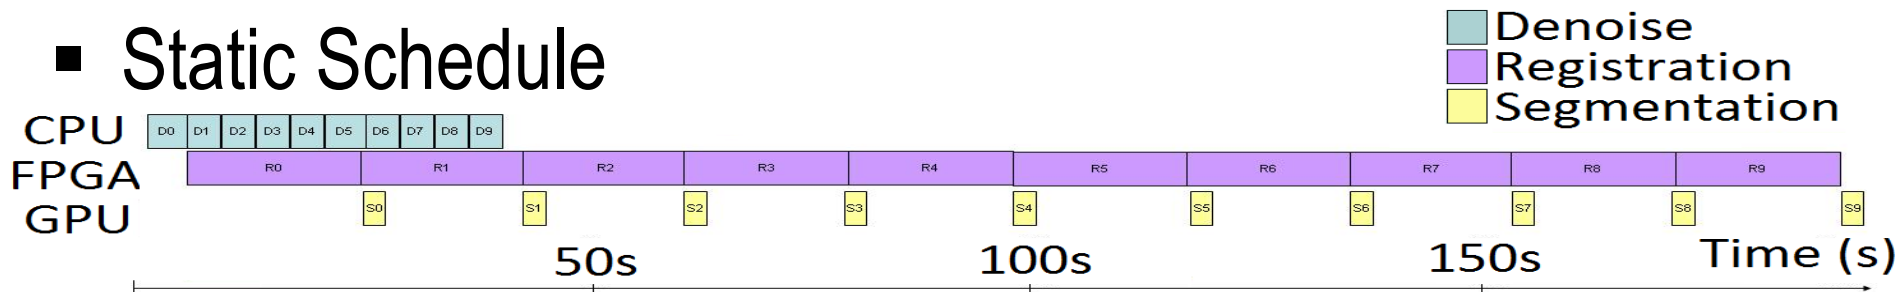 ▪ Static Schedule
Denoise
Registration
Segmentation
CPU D0 D1 D2 D3 D4 D5 D6 D7 D8 D9
FPGA R0 R1 R2 R3 R4 R5 R6 R7 R8 R9
GPU S0 S1 S2 S3 S4 S5 S6 S7 S8 S9
50s 100s 150s Time (s)